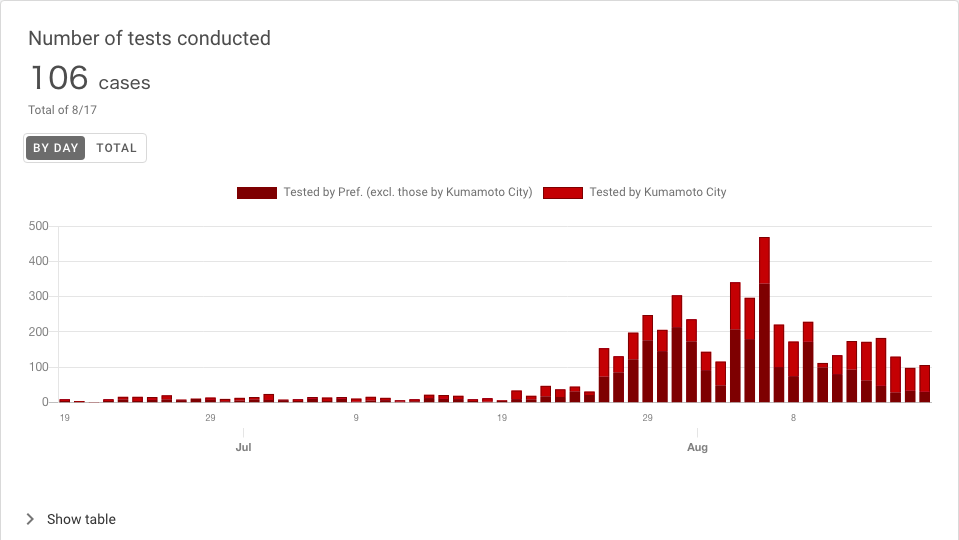 Number of tests conducted
106 cases
Total of 8/17
BY DAY TOTAL
Tested by Pref. (excl. those by Kumamoto City) Tested by Kumamoto City
500
400
300
200
100
0
19 29 9 19 29 8
Jul Aug
Show table